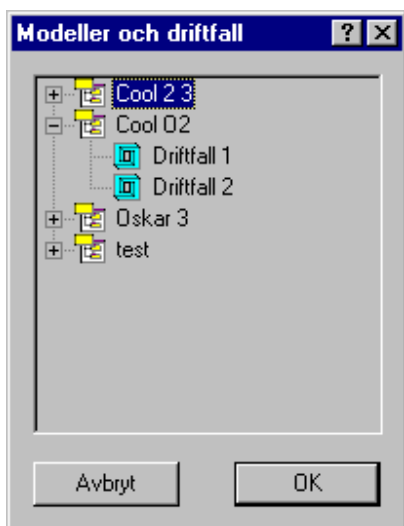 Modeller och driftfall
Cool 2 3
Cool O2
Driftfall 1
Driftfall 2
Oskar 3
test
Avbryt
OK